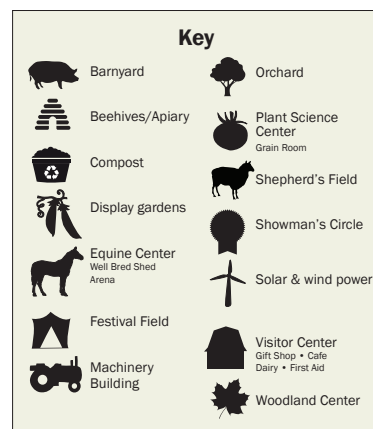 Key
Barnyard
Beehives/Apiary
Compost
Display gardens
Equine Center
Well Bred Shed
Arena
Festival Field
Machinery
Building
Orchard
Plant Science
Center
Grain Room
Shepherd's Field
Showman's Circle
Solar & wind power
Visitor Center
Gift Shop • Cafe
Dairy • First Aid
Woodland Center